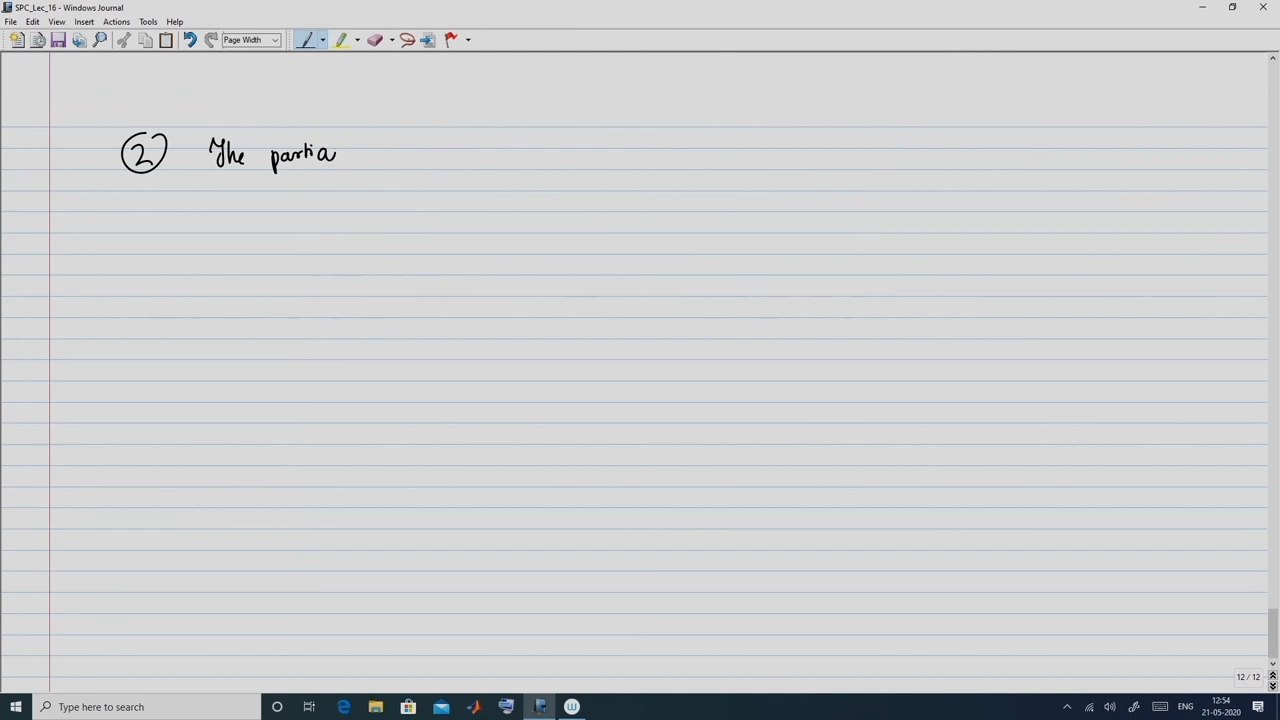 SPC_Lec_16 - Windows Journal
File Edit View Insert Actions Tools Help
Page Width
② The partia
12 / 12
Type here to search
ENG
12:54
21-05-2020